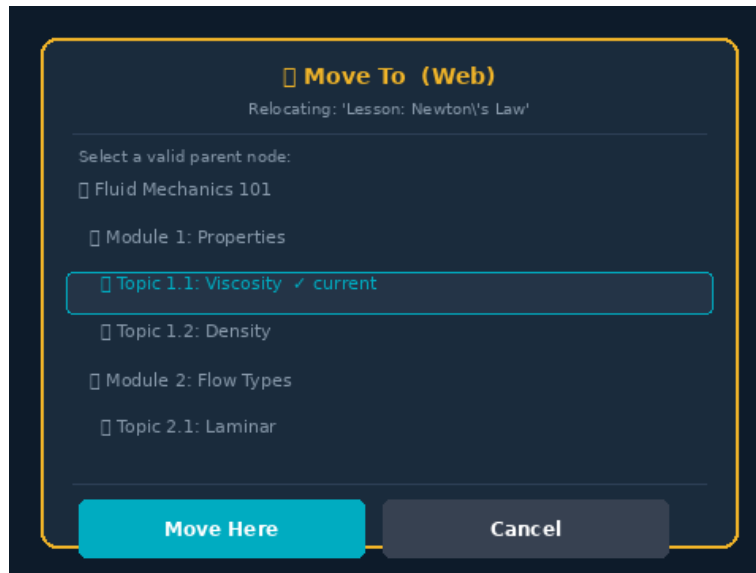 Move To (Web)
Relocating: 'Lesson: Newton\'s Law'
Select a valid parent node:
Fluid Mechanics 101
Module 1: Properties
Topic 1.1: Viscosity ✓ current
Topic 1.2: Density
Module 2: Flow Types
Topic 2.1: Laminar
Move Here Cancel